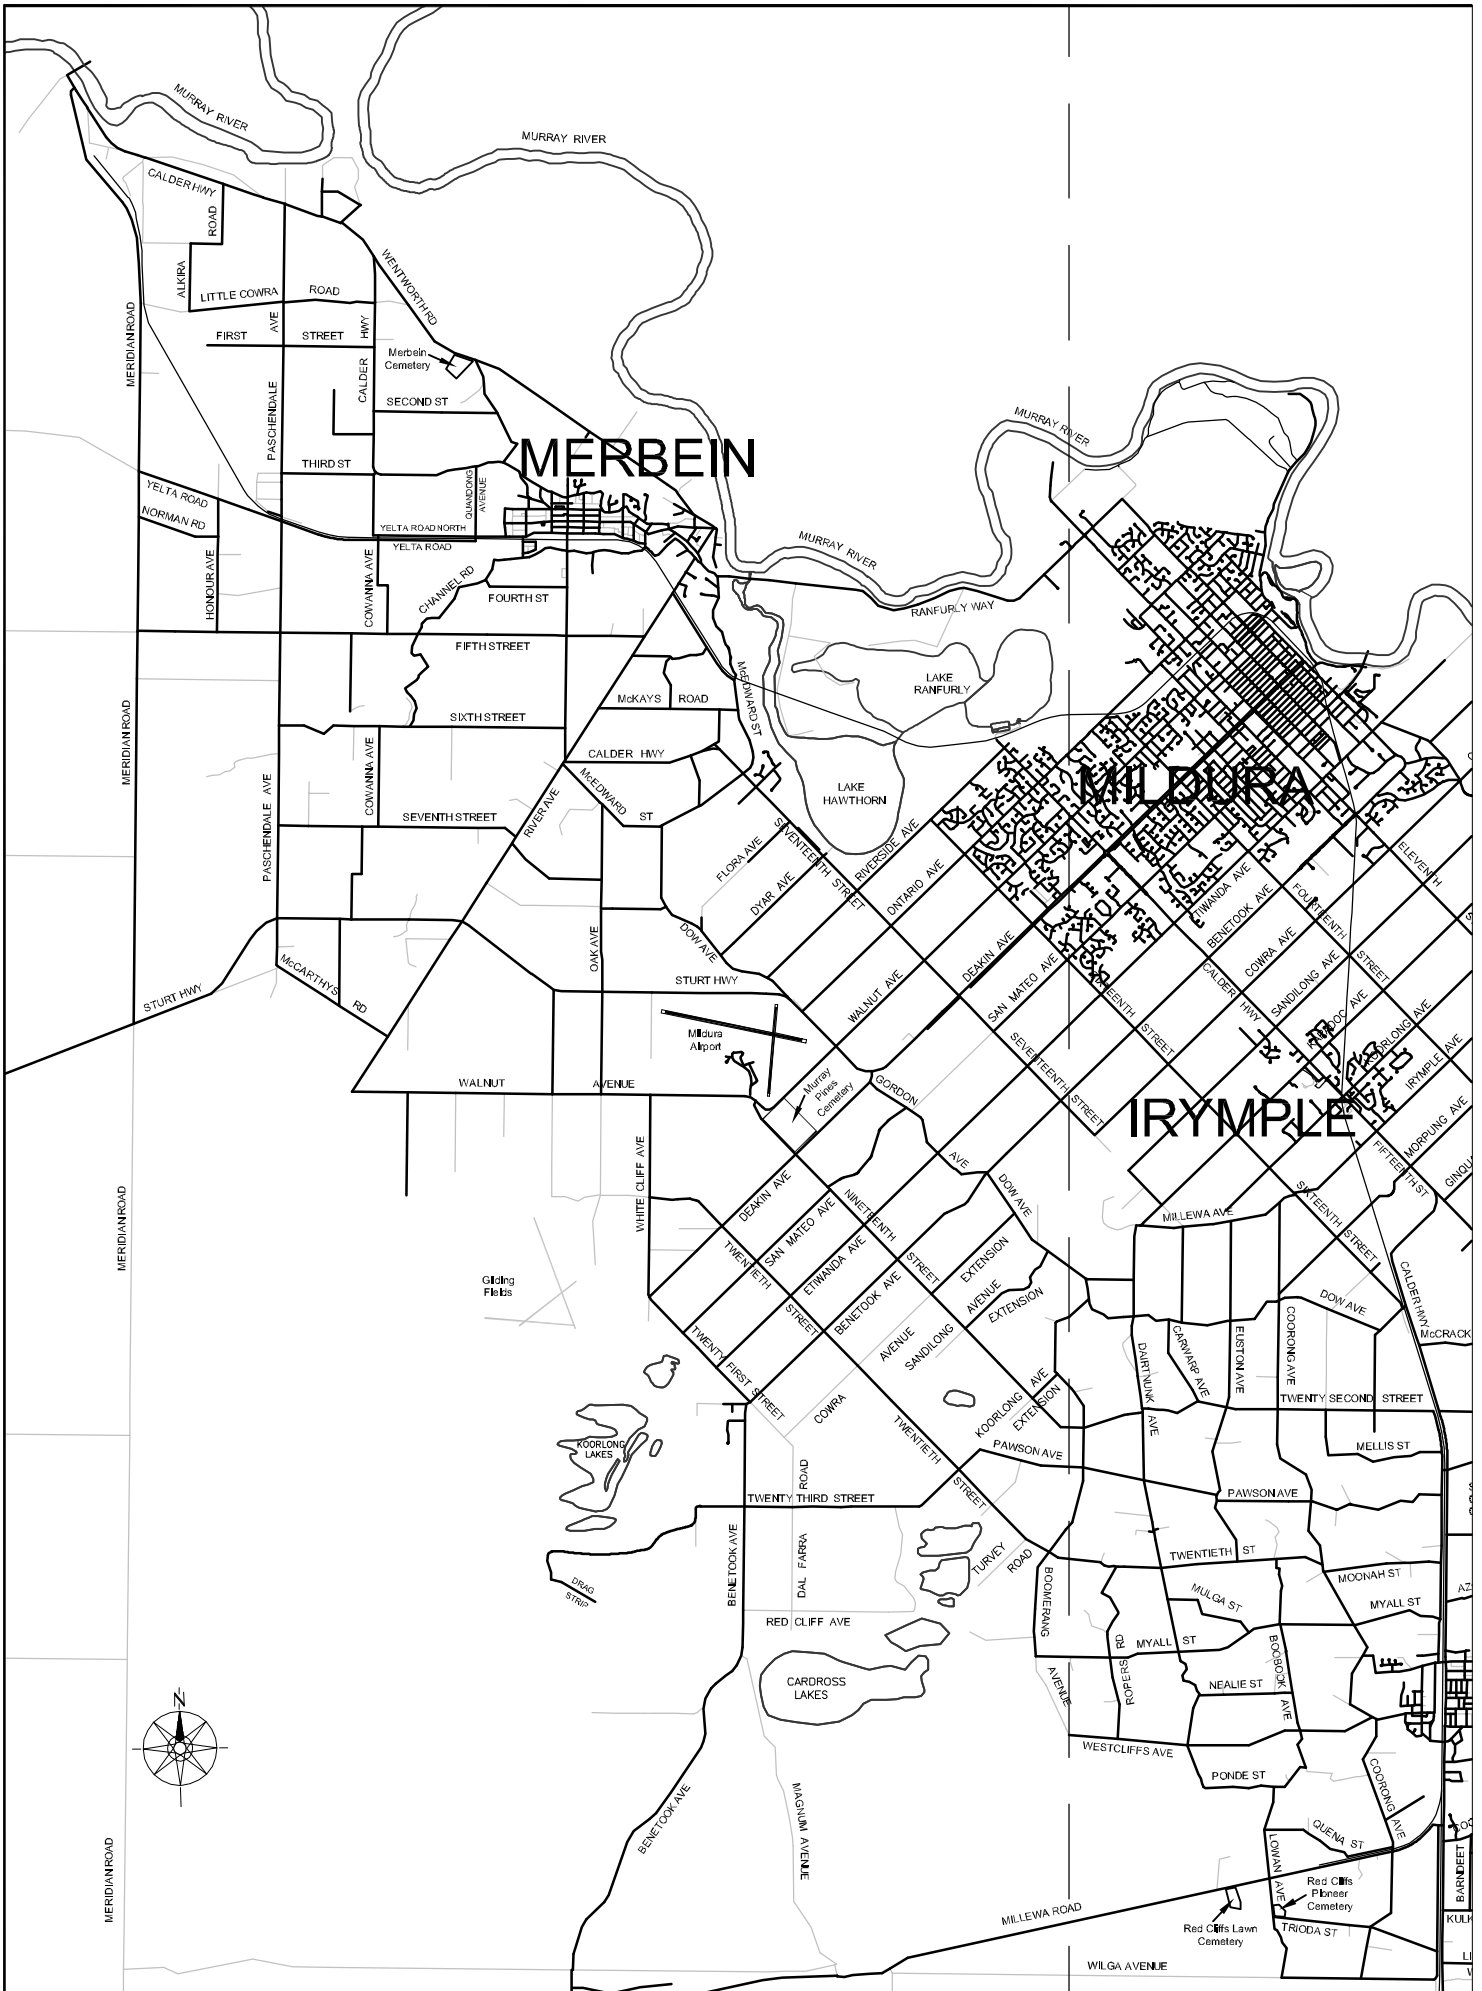 MURRAY RIVER
MURRAY RIVER
CALDER HWY
ROAD
ALKIRA
WENTWORTH RD
LITTLE COWRA
ROAD
MERIDIAN ROAD
AVE
HWY
FIRST
STREET
Merbein
Cemetery
CALDER
PASCHENDALE
SECOND ST
MURRAY RIVER
MERBEIN
THIRD ST
YELTA ROAD
QUANDONG
AVENUE
NORMAN RD
YELTA ROAD NORTH
YELTA ROAD
MURRAY RIVER
HONOUR AVE
COWANNA AVE
CHANNEL RD
FOURTH ST
RANFURLY WAY
FIFTH STREET
LAKE
RANFURLY
McEDWARD ST
McKAYS
ROAD
MERIDIAN ROAD
SIXTH STREET
CALDER HWY
COWANNA AVE
MILDURA
LAKE
HAWTHORN
McEDWARD
ST
PASCHENDALE AVE
SEVENTH STREET
RIVER AVE
SEVENTEENTH
STREET
FLORA AVE
RIVERSIDE AVE
ELEVENTH
DYAR AVE
ONTARIO AVE
ETIWANDA AVE
BENETOOK AVE
FOURTEENTH
STREET
DOW AVE
OAK AVE
DEAKIN AVE
COWRA AVE
McCARTHYS
RD
STURT HWY
STURT HWY
SAN MATEO AVE
SIXTEENTH
STREET
CALDER
HWY
SANDILONG AVE
WALNUT AVE
KARADOC AVE
KOORLONG AVE
Mildura
Airport
SEVENTEENTH
STREET
IRYMPLE AVE
WALNUT
AVENUE
Murray
Pines
Cemetery
GORDON
AVE
IRYMPLE
MORPUNG AVE
FIFTEENTH ST
WHITE CLIFF AVE
DEAKIN AVE
DOW AVE
NINETEENTH
STREET
SIXTEENTH
STREET
MERIDIAN ROAD
SAN MATEO AVE
MILLEWA AVE
TWENTIETH
STREET
ETIWANDA AVE
EXTENSION
Gliding
Fields
BENETOOK AVE
AVENUE
EXTENSION
CALDER HWY
DOW AVE
AVENUE
SANDILONG
McCRACK
TWENTY FIRST STREET
DAIRTNUNK
AVE
CARWARP AVE
EUSTON AVE
COORONG AVE
COWRA
KOORLONG AVE
EXTENSION
TWENTY SECOND STREET
TWENTIETH
STREET
KOORLONG
LAKES
PAWSON AVE
MELLIS ST
ROAD
TWENTY THIRD STREET
PAWSON AVE
BENETOOK AVE
DAL FARRA
TURVEY
ROAD
TWENTIETH ST
DRAG
STRIP
BOOMERANG
AVENUE
MULGA ST
MOONAH ST
MYALL ST
RED CLIFF AVE
ROPERS RD
MYALL ST
BOOBOOK
AVE
CARDROSS
LAKES
NEALIE ST
N
WESTCLIFFS AVE
PONDE ST
COORONG AVE
BENETOOK AVE
MAGNUM AVENUE
QUENA ST
LOWAN AVE
MERIDIAN ROAD
Red Cliffs
Pioneer
Cemetery
BARNDEET
MILLEWA ROAD
Red Cliffs Lawn
Cemetery
TRIODA ST
KULK
WILGA AVENUE